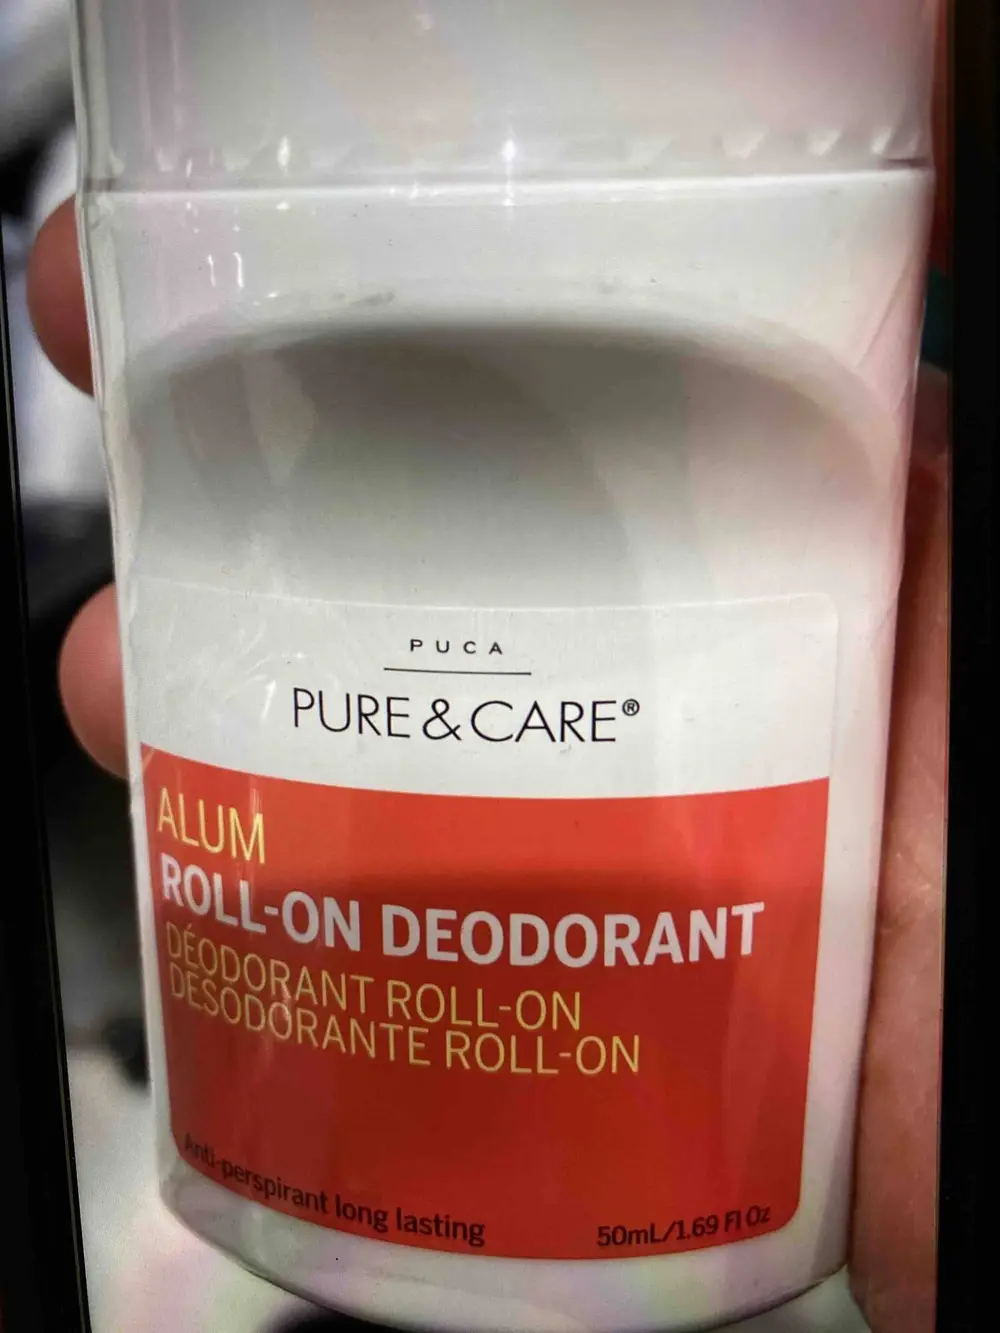 PUCA
PURE & CARE®
ALUM
ROLL-ON DEODORANT
DÉODORANT ROLL-ON
DESODORANTE ROLL-ON
Anti-perspirant long lasting
50mL/1.69 Fl Oz